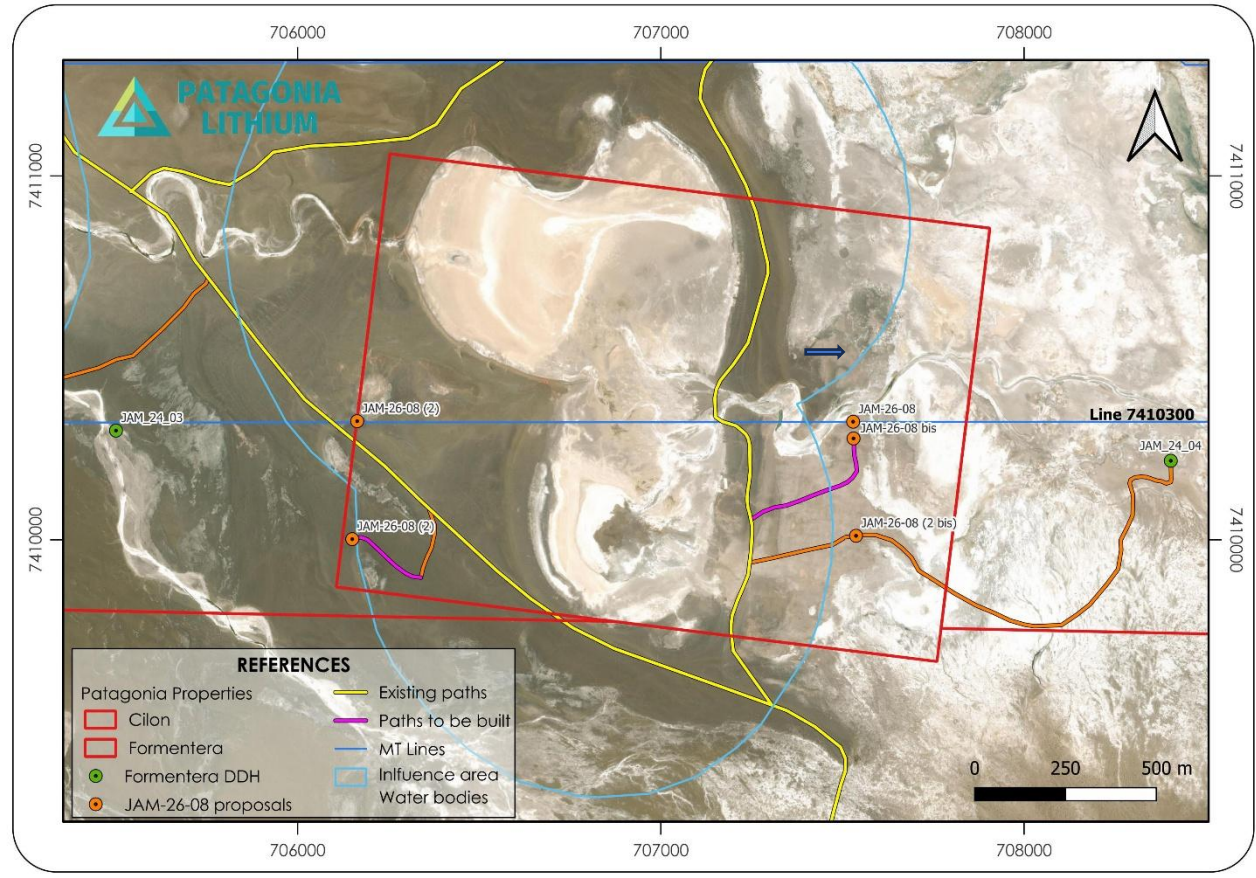 706000
707000
708000
PATAGONIA
LITHIUM
7411000
7411000
JAM-26-08 (2)
JAM-26-08
JAM_24_03
JAM-26-08 bis
Line 7410300
JAM_24_04
7410000
JAM-26-08 (2)
JAM-26-08 (2 bis)
7410000
REFERENCES
Patagonia Properties
Cilon
Formentera
Formentera DDH
JAM-26-08 proposals
Existing paths
Paths to be built
MT Lines
Inlfuence area
Water bodies
0 250 500 m
706000
707000
708000